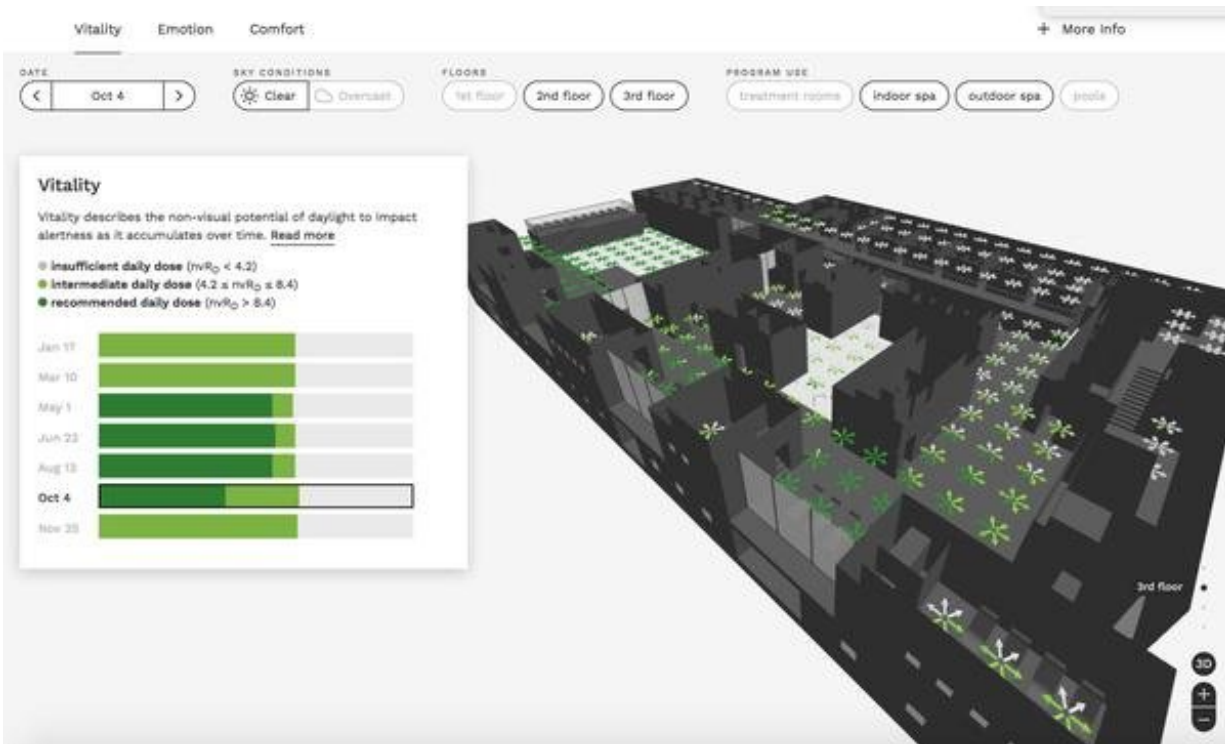 Vitality Emotion Comfort
+ More info
DATE SKY CONDITIONS FLOORS PROGRAM USE
< Oct 4 > Clear Overcast 1st floor 2nd floor 3rd floor treatment rooms indoor spa outdoor spa pools
Vitality
Vitality describes the non-visual potential of daylight to impact
alertness as it accumulates over time. Read more
insufficient daily dose (nvR_D < 4.2)
intermediate daily dose (4.2 ≤ nvR_D ≤ 8.4)
recommended daily dose (nvR_D > 8.4)
Jan 17
Mar 10
May 1
Jun 23
Aug 13
Oct 4
Nov 25
3rd floor
3D
+
−